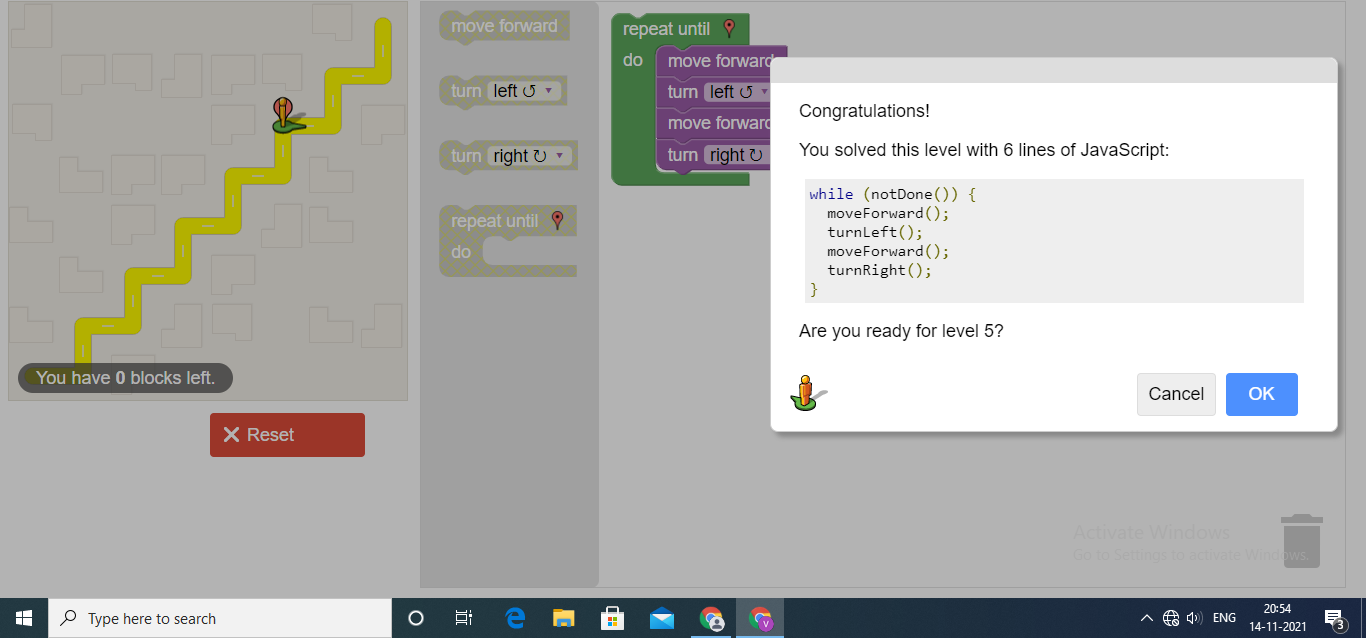 move forward
turn left ↺ ▾
turn right ↻ ▾
repeat until
do
repeat until
do
move forward
turn left ↺ ▾
move forward
turn right ↻
Congratulations!
You solved this level with 6 lines of JavaScript:
while (notDone()) {
  moveForward();
  turnLeft();
  moveForward();
  turnRight();
}
Are you ready for level 5?
Cancel
OK
You have 0 blocks left.
Reset
Activate Windows
Go to Settings to activate Windows.
Type here to search
V
ENG
20:54
14-11-2021
3